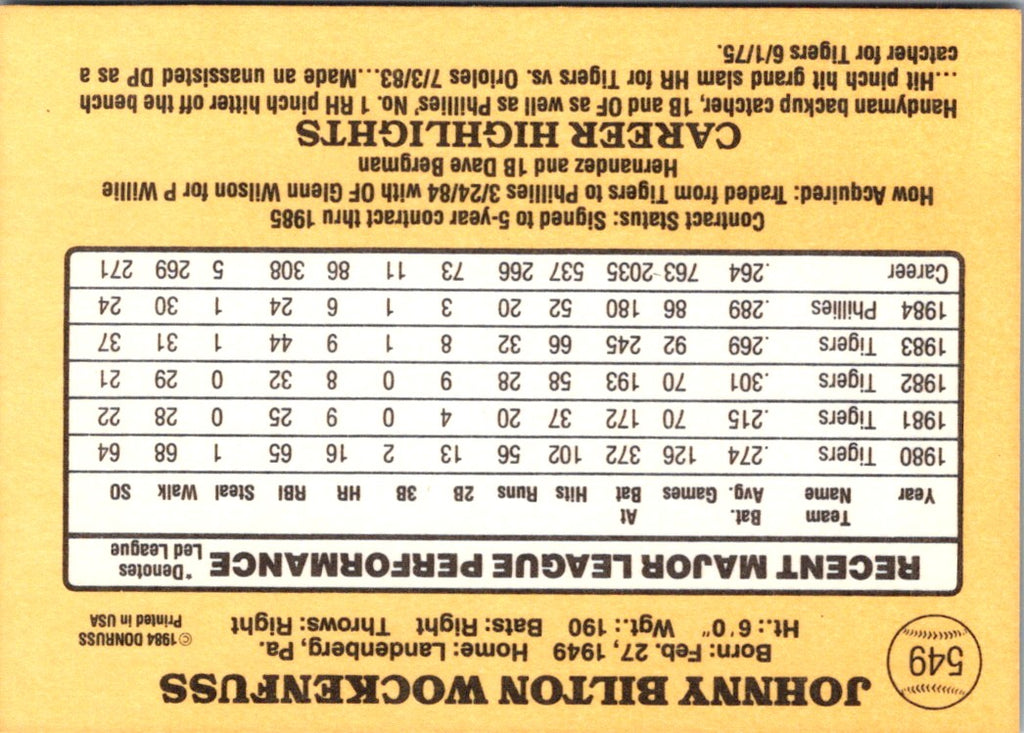 549
JOHNNY BILTON WOCKENFUSS
Born: Feb. 27, 1949 Home: Landenberg, Pa.
Ht.: 6'0" Wgt.: 190 Bats: Right Throws: Right
© 1984 DONRUSS
Printed in USA
RECENT MAJOR LEAGUE PERFORMANCE *Denotes Led League
Year Team Name Bat. Avg. Games At Bat Hits Runs 2B 3B HR RBI Steal Walk SO
1980 Tigers .274 126 372 102 56 13 2 16 65 1 68 64
1981 Tigers .215 70 172 37 20 4 0 9 25 0 28 22
1982 Tigers .301 70 193 58 28 9 0 8 32 0 29 21
1983 Tigers .269 92 245 66 32 8 1 9 44 1 31 37
1984 Phillies .289 86 180 52 20 3 1 6 24 1 30 24
Career .264 763 2035 537 266 73 11 86 308 5 269 271
Contract Status: Signed to 5-year contract thru 1985
How Acquired: Traded from Tigers to Phillies 3/24/84 with OF Glenn Wilson for P Willie
Hernandez and 1B Dave Bergman
CAREER HIGHLIGHTS
Handyman backup catcher, 1B and OF as well as Phillies' No. 1 RH pinch hitter off the bench
...Hit pinch hit grand slam HR for Tigers vs. Orioles 7/3/83...Made an unassisted DP as a
catcher for Tigers 6/1/75.